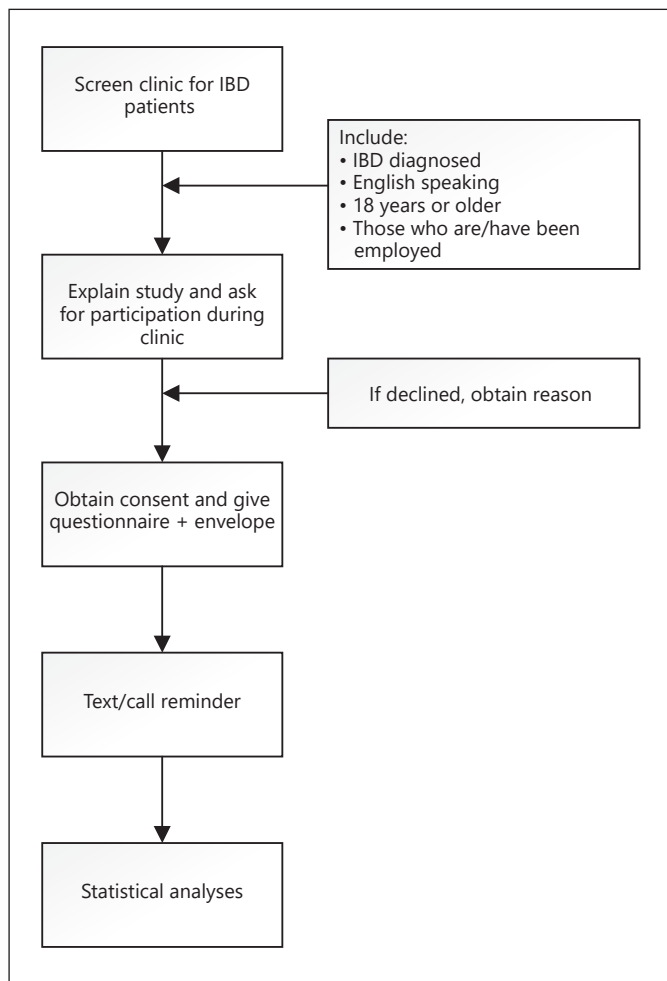 Screen clinic for IBD
patients
Include:
• IBD diagnosed
• English speaking
• 18 years or older
• Those who are/have been
employed
Explain study and ask
for participation during
clinic
If declined, obtain reason
Obtain consent and give
questionnaire + envelope
Text/call reminder
Statistical analyses